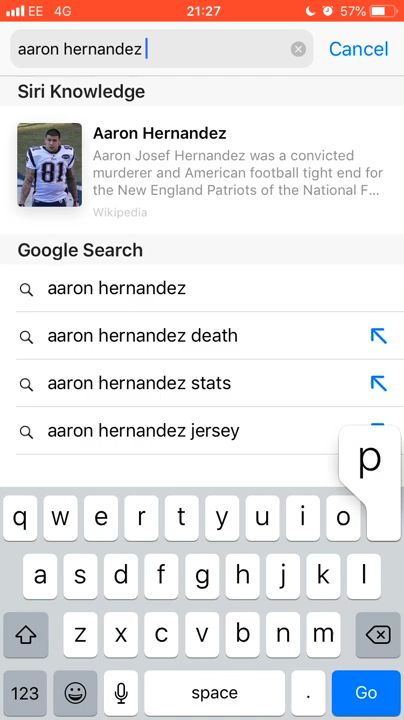 EE 4G 21:27 57%
aaron hernandez Cancel
Siri Knowledge
81
Aaron Hernandez
Aaron Josef Hernandez was a convicted
murderer and American football tight end for
the New England Patriots of the National F...
Wikipedia
Google Search
aaron hernandez
aaron hernandez death
aaron hernandez stats
aaron hernandez jersey
p
q w e r t y u i o
a s d f g h j k l
z x c v b n m
123 space . Go